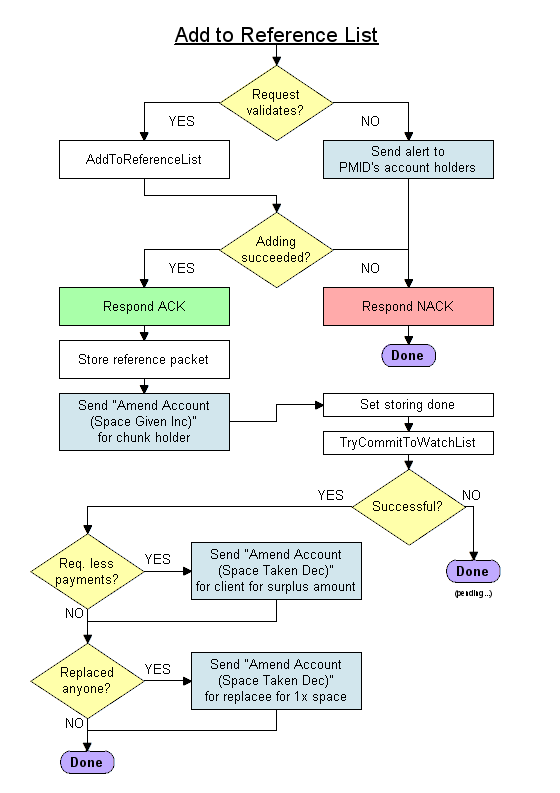 Add to Reference List
Request
validates?
YES
NO
AddToReferenceList
Send alert to
PMID's account holders
Adding
succeeded?
YES
NO
Respond ACK
Respond NACK
Store reference packet
Done
Send "Amend Account
(Space Given Inc)"
for chunk holder
Set storing done
TryCommitToWatchList
Successful?
YES
NO
Done
(pending...)
Req. less
payments?
YES
Send "Amend Account
(Space Taken Dec)"
for client for surplus amount
NO
Replaced
anyone?
YES
Send "Amend Account
(Space Taken Dec)"
for replacee for 1x space
NO
Done